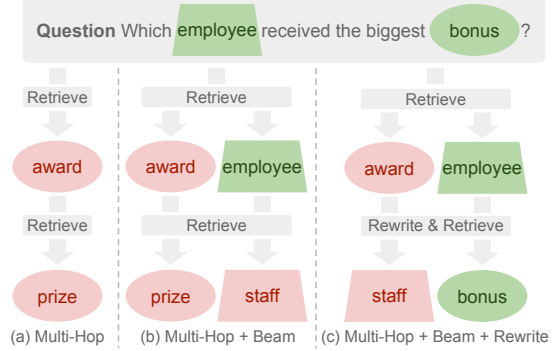 Question Which employee received the biggest bonus ?
Retrieve Retrieve Retrieve
award award employee award employee
Retrieve Retrieve Rewrite & Retrieve
prize prize staff staff bonus
(a) Multi-Hop (b) Multi-Hop + Beam (c) Multi-Hop + Beam + Rewrite